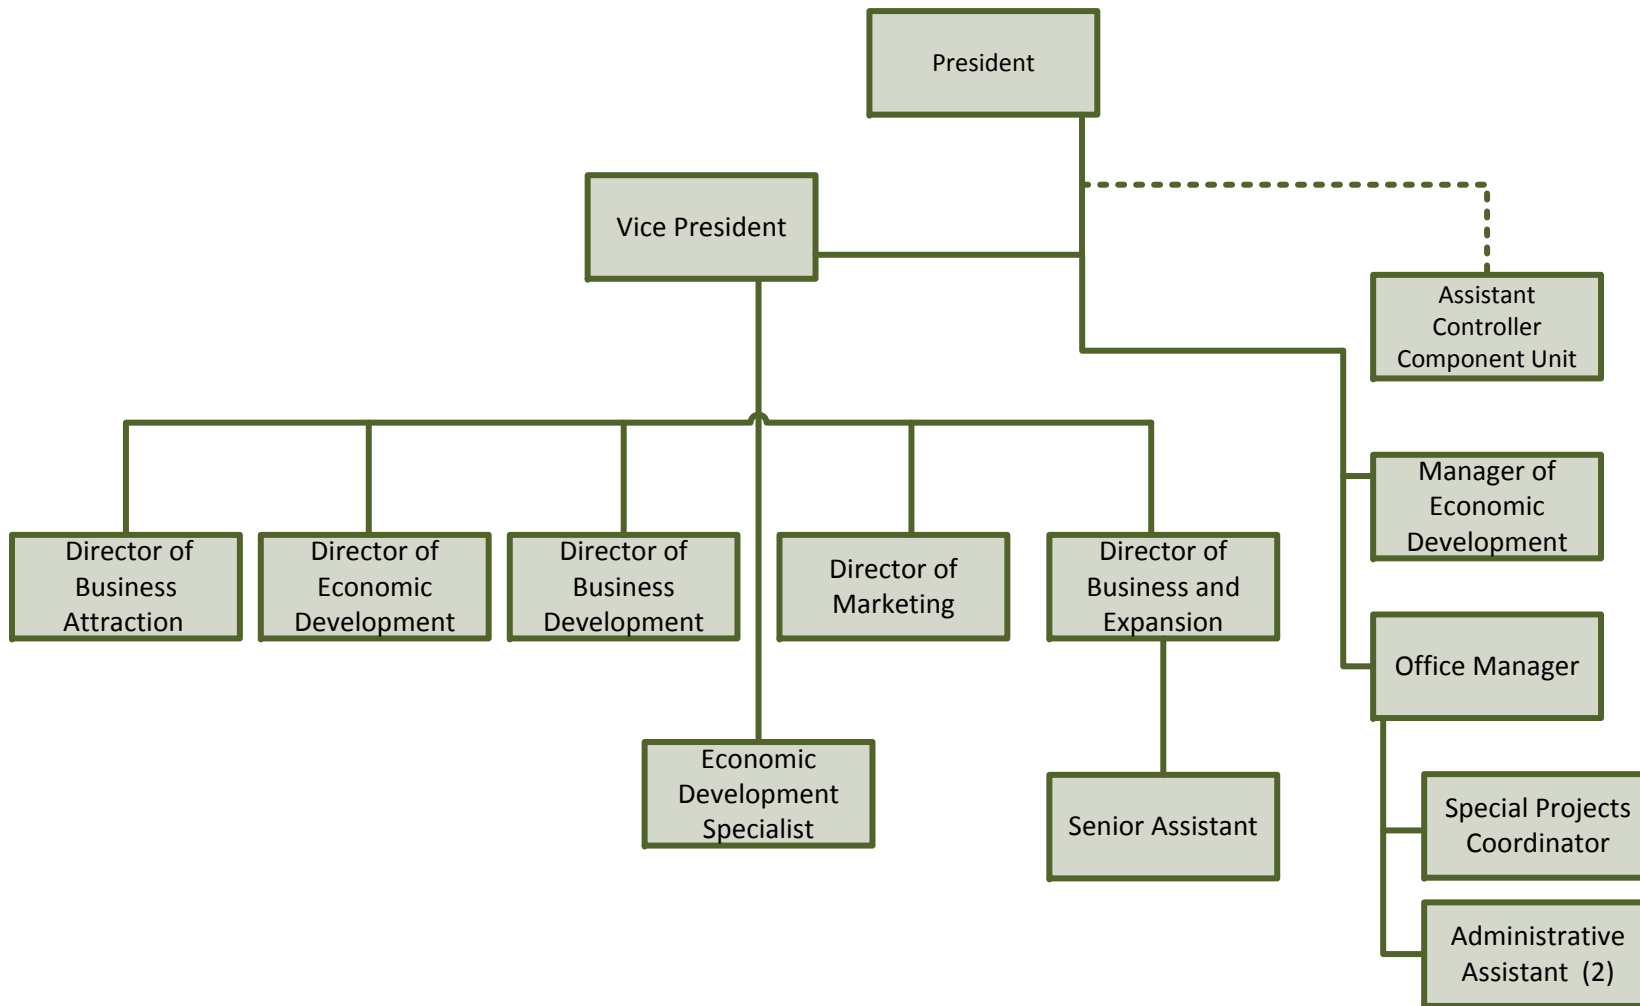 President
Vice President
Assistant
Controller
Component Unit
Manager of
Economic
Development
Director of
Business
Attraction
Director of
Economic
Development
Director of
Business
Development
Director of
Marketing
Director of
Business and
Expansion
Office Manager
Economic
Development
Specialist
Senior Assistant
Special Projects
Coordinator
Administrative
Assistant (2)